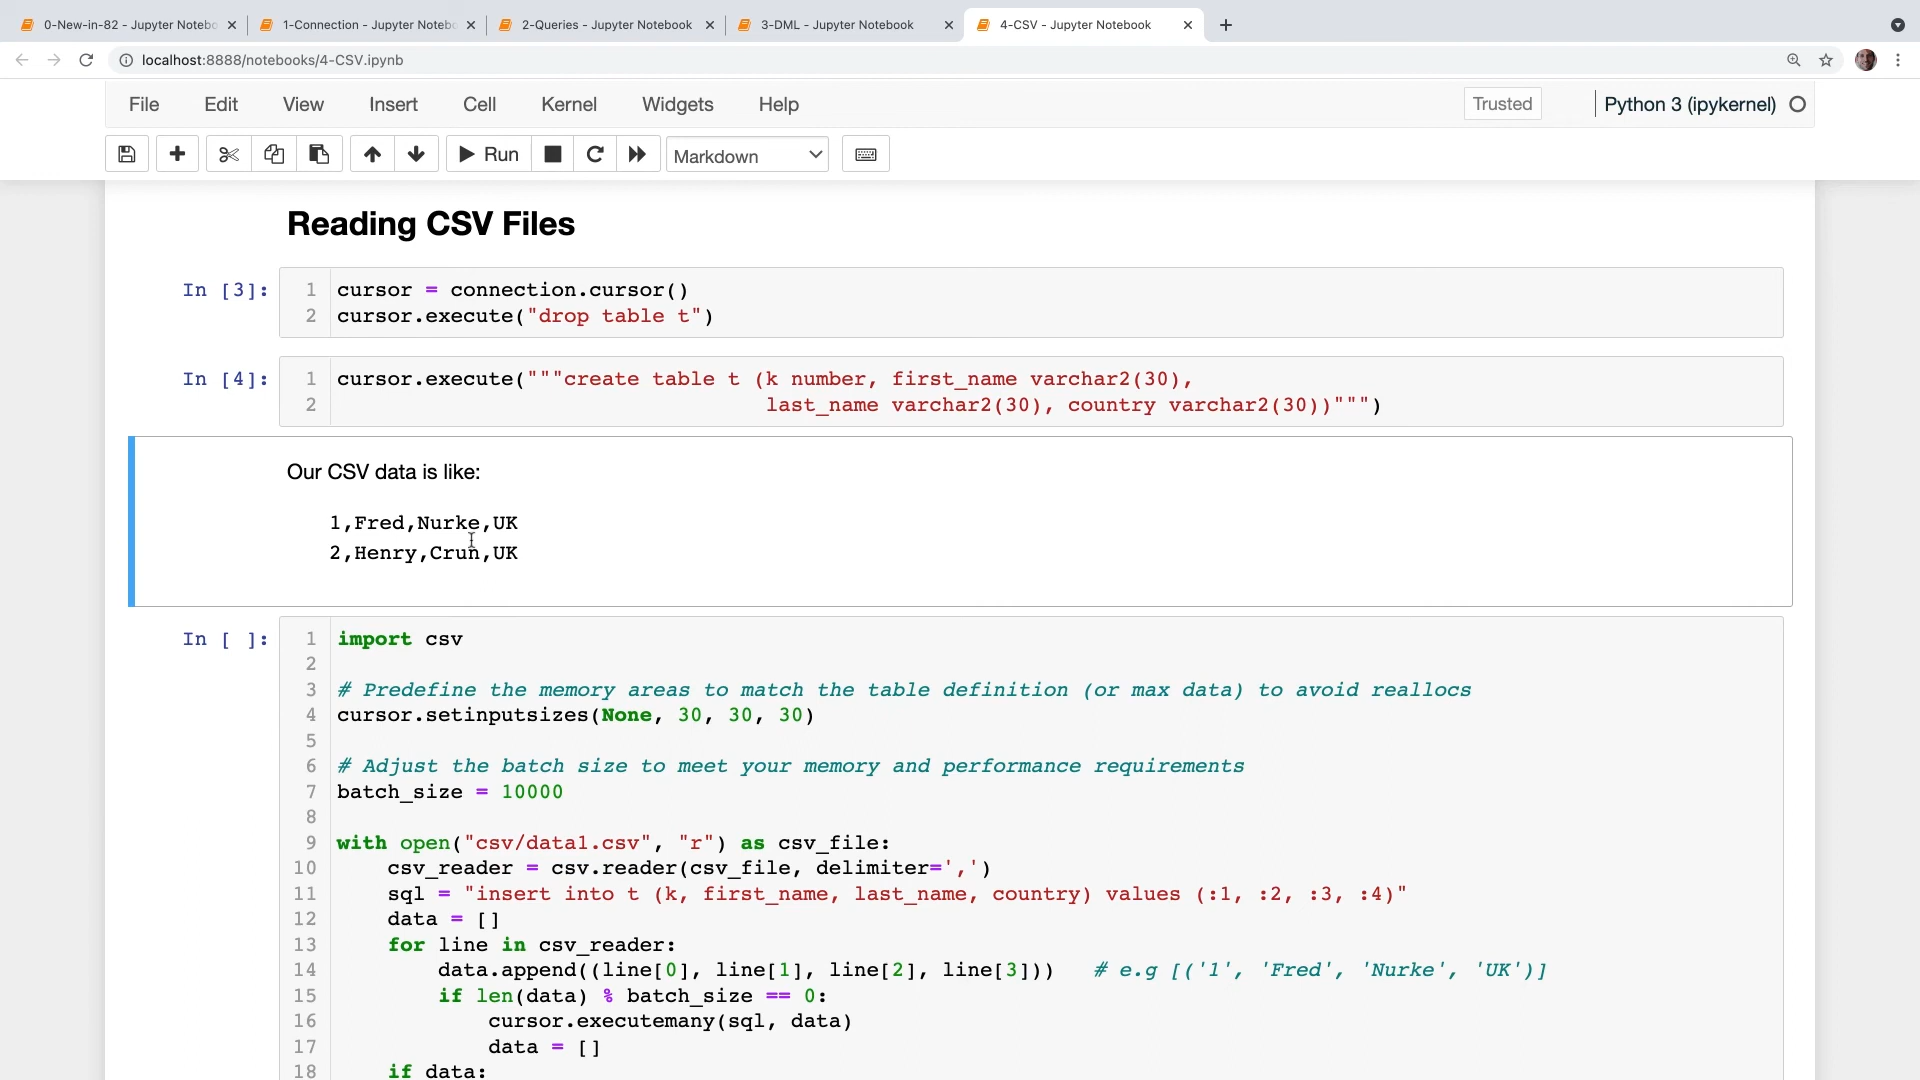 0-New-in-82 - Jupyter Notebo
1-Connection - Jupyter Notebo
2-Queries - Jupyter Notebook
3-DML - Jupyter Notebook
4-CSV - Jupyter Notebook
localhost:8888/notebooks/4-CSV.ipynb
File Edit View Insert Cell Kernel Widgets Help Trusted Python 3 (ipykernel)
Run Markdown
Reading CSV Files
In [3]:
1 cursor = connection.cursor()
2 cursor.execute("drop table t")
In [4]:
1 cursor.execute("""create table t (k number, first_name varchar2(30),
2 last_name varchar2(30), country varchar2(30))""")
Our CSV data is like:
1,Fred,Nurke,UK
2,Henry,Crun,UK
In [ ]:
1 import csv
2
3 # Predefine the memory areas to match the table definition (or max data) to avoid reallocs
4 cursor.setinputsizes(None, 30, 30, 30)
5
6 # Adjust the batch size to meet your memory and performance requirements
7 batch_size = 10000
8
9 with open("csv/data1.csv", "r") as csv_file:
10 csv_reader = csv.reader(csv_file, delimiter=',')
11 sql = "insert into t (k, first_name, last_name, country) values (:1, :2, :3, :4)"
12 data = []
13 for line in csv_reader:
14 data.append((line[0], line[1], line[2], line[3])) # e.g [('1', 'Fred', 'Nurke', 'UK')]
15 if len(data) % batch_size == 0:
16 cursor.executemany(sql, data)
17 data = []
18 if data: